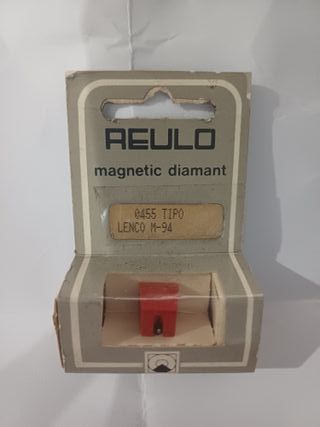 REULO
magnetic diamant
0455 TIPO
LENCO M-94